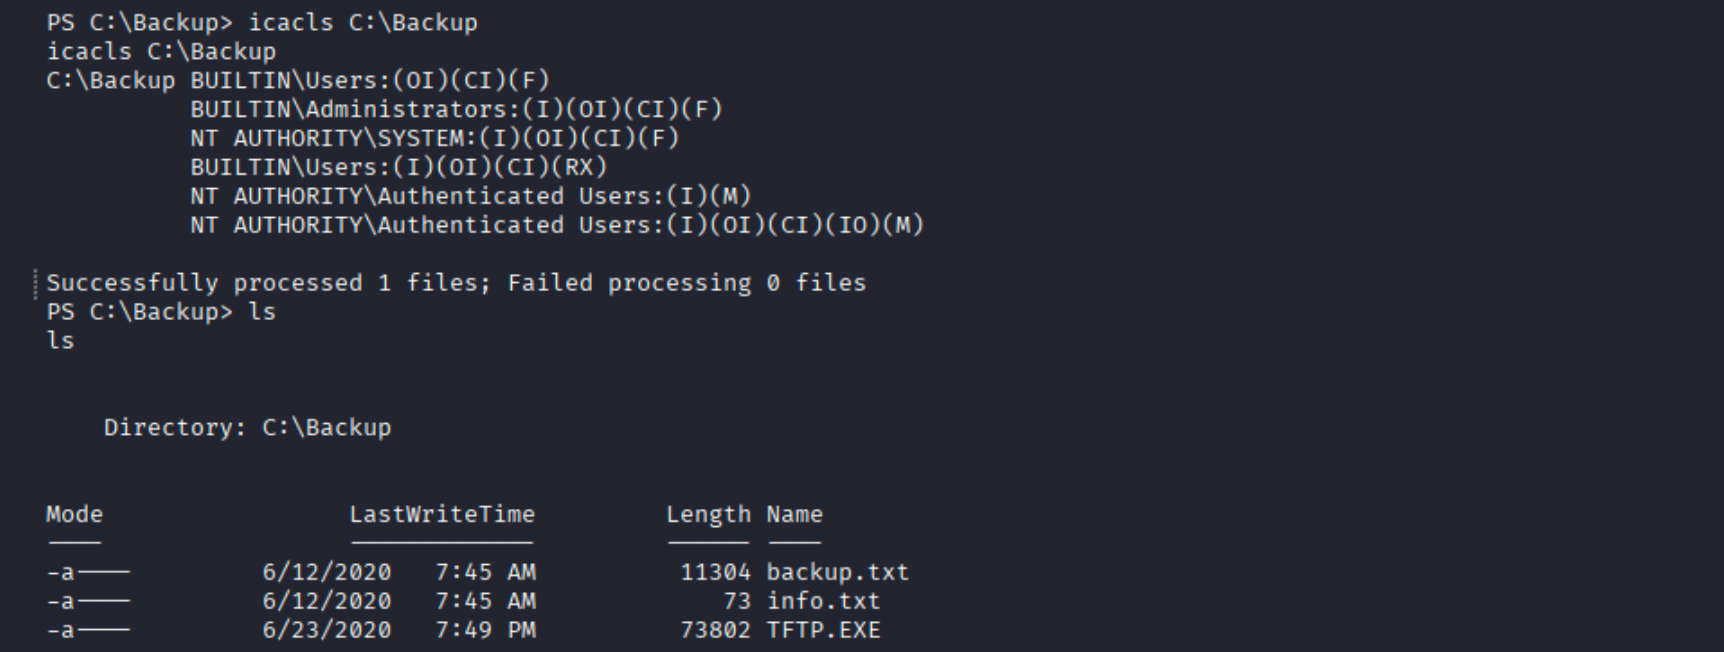 PS C:\Backup> icacls C:\Backup
icacls C:\Backup
C:\Backup BUILTIN\Users:(OI)(CI)(F)
          BUILTIN\Administrators:(I)(OI)(CI)(F)
          NT AUTHORITY\SYSTEM:(I)(OI)(CI)(F)
          BUILTIN\Users:(I)(OI)(CI)(RX)
          NT AUTHORITY\Authenticated Users:(I)(M)
          NT AUTHORITY\Authenticated Users:(I)(OI)(CI)(IO)(M)
Successfully processed 1 files; Failed processing 0 files
PS C:\Backup> ls
ls
    Directory: C:\Backup
Mode                 LastWriteTime         Length Name
----                 -------------         ------ ----
-a----         6/12/2020   7:45 AM          11304 backup.txt
-a----         6/12/2020   7:45 AM             73 info.txt
-a----         6/23/2020   7:49 PM          73802 TFTP.EXE